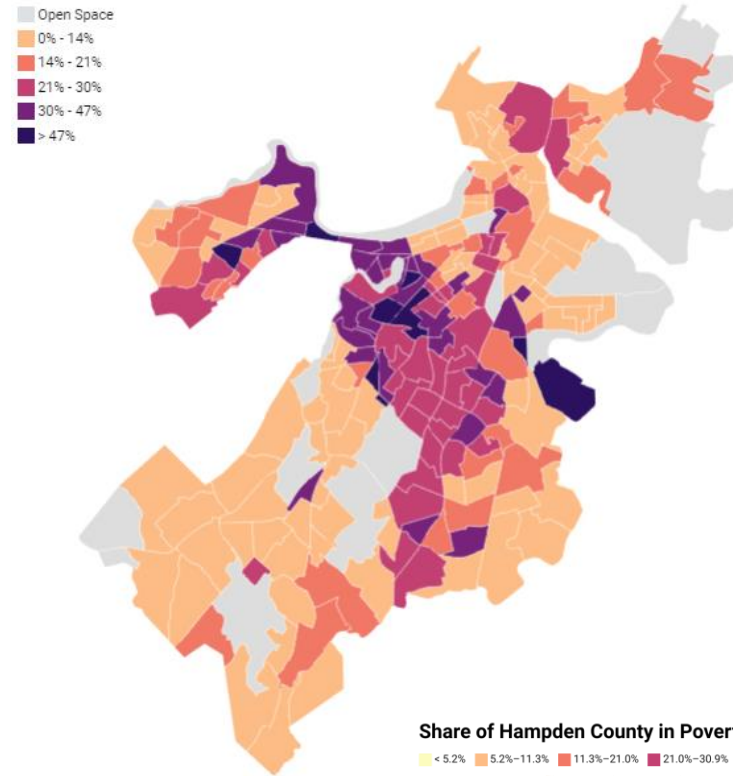 Open Space
0% - 14%
14% - 21%
21% - 30%
30% - 47%
> 47%
Share of Hampden County in Pover
< 5.2% 5.2%–11.3% 11.3%–21.0% 21.0%–30.9%